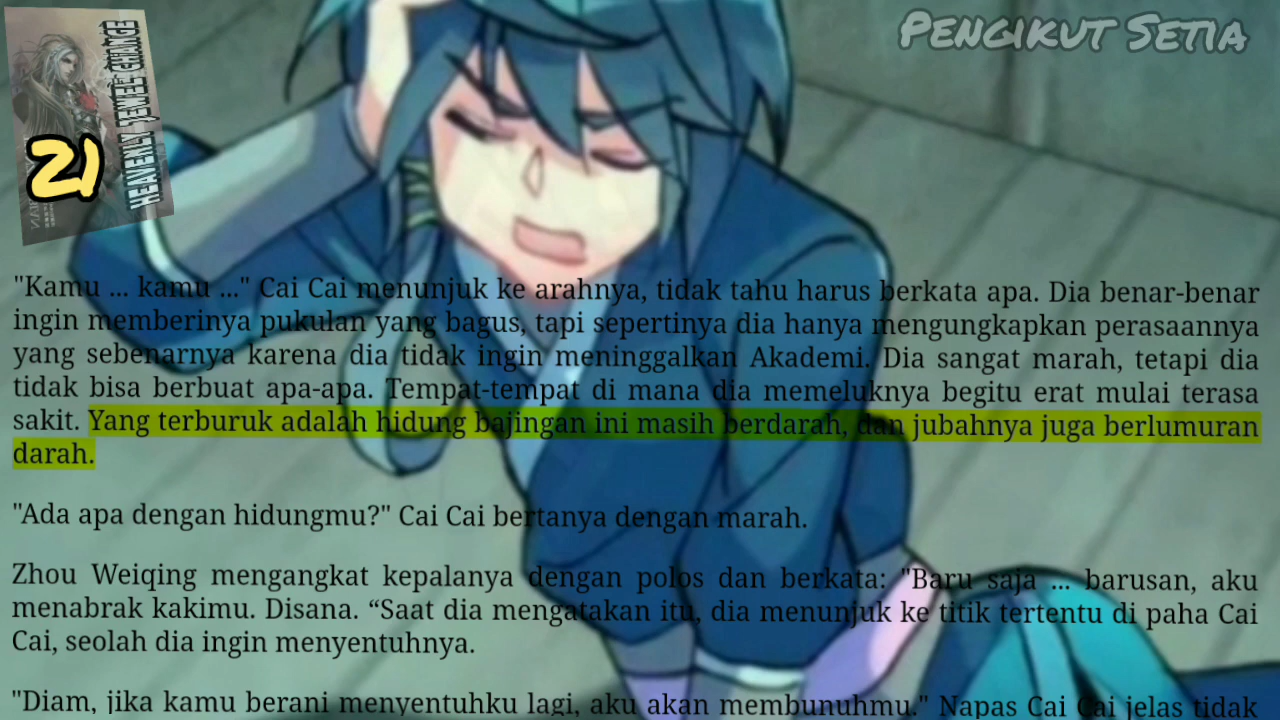 Pengikut Setia
HEAVENLY JEWEL CHANGE
21
"Kamu ... kamu ..." Cai Cai menunjuk ke arahnya, tidak tahu harus berkata apa. Dia benar-benar
ingin memberinya pukulan yang bagus, tapi sepertinya dia hanya mengungkapkan perasaannya
yang sebenarnya karena dia tidak ingin meninggalkan Akademi. Dia sangat marah, tetapi dia
tidak bisa berbuat apa-apa. Tempat-tempat di mana dia memeluknya begitu erat mulai terasa
sakit. Yang terburuk adalah hidung bajingan ini masih berdarah, dan jubahnya juga berlumuran
darah.
"Ada apa dengan hidungmu?" Cai Cai bertanya dengan marah.
Zhou Weiqing mengangkat kepalanya dengan polos dan berkata: "Baru saja ... barusan, aku
menabrak kakimu. Disana. “Saat dia mengatakan itu, dia menunjuk ke titik tertentu di paha Cai
Cai, seolah dia ingin menyentuhnya.
"Diam, jika kamu berani menyentuhku lagi, aku akan membunuhmu." Napas Cai Cai jelas tidak